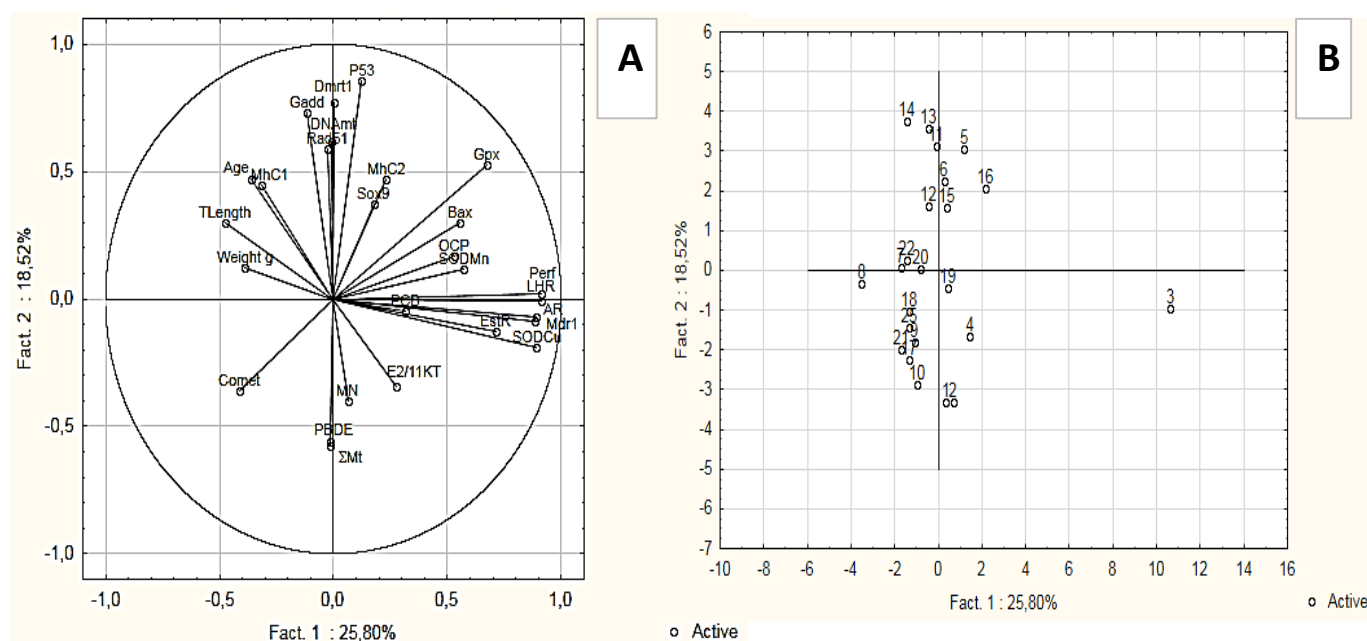 A
1,0
0,5
0,0
-0,5
-1,0
Fact. 2 : 18,52%
P53
Dmrt1
Gadd
DNAmt
Rad51
Gpx
Age
MhC1
MhC2
Sox9
TLength
Bax
OCP
SODMn
Weight g
Perf
LHR
PCB
AR
Mdr1
EstR
SODCu
Comet
MN
E2/11KT
PBDE
ΣMt
-1,0 -0,5 0,0 0,5 1,0
Fact. 1 : 25,80%
Active
B
6
5
4
3
2
1
0
-1
-2
-3
-4
-5
-6
-7
Fact. 2 : 18,52%
14
13
11
5
6
16
12
15
22
7
20
8
19
3
18
4
9
21
10
12
-10 -8 -6 -4 -2 0 2 4 6 8 10 12 14 16
Fact. 1 : 25,80%
Active